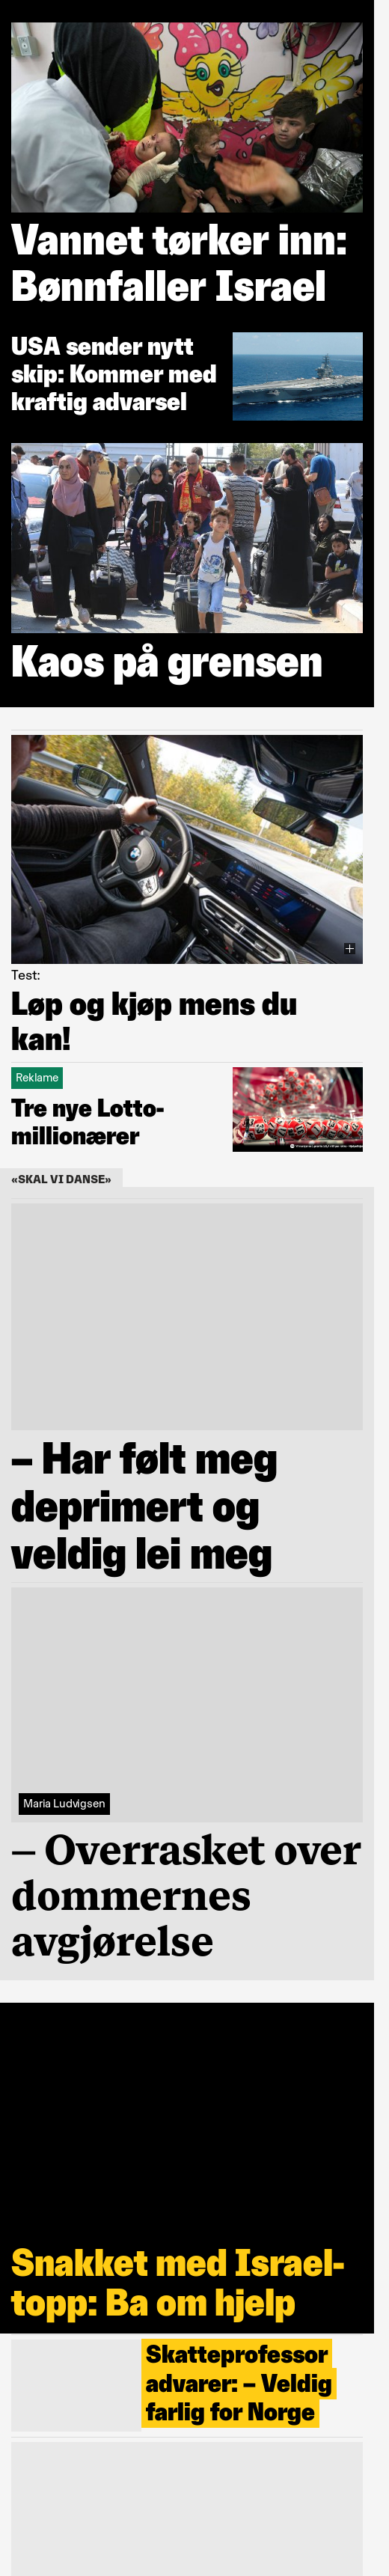 Vannet tørker inn:
Bønnfaller Israel
USA sender nytt
skip: Kommer med
kraftig advarsel
Kaos på grensen
Test:
Løp og kjøp mens du
kan!
Reklame
Tre nye Lotto-
millionærer
«SKAL VI DANSE»
– Har følt meg
deprimert og
veldig lei meg
Maria Ludvigsen
– Overrasket over
dommernes
avgjørelse
Snakket med Israel-
topp: Ba om hjelp
Skatteprofessor
advarer: – Veldig
farlig for Norge